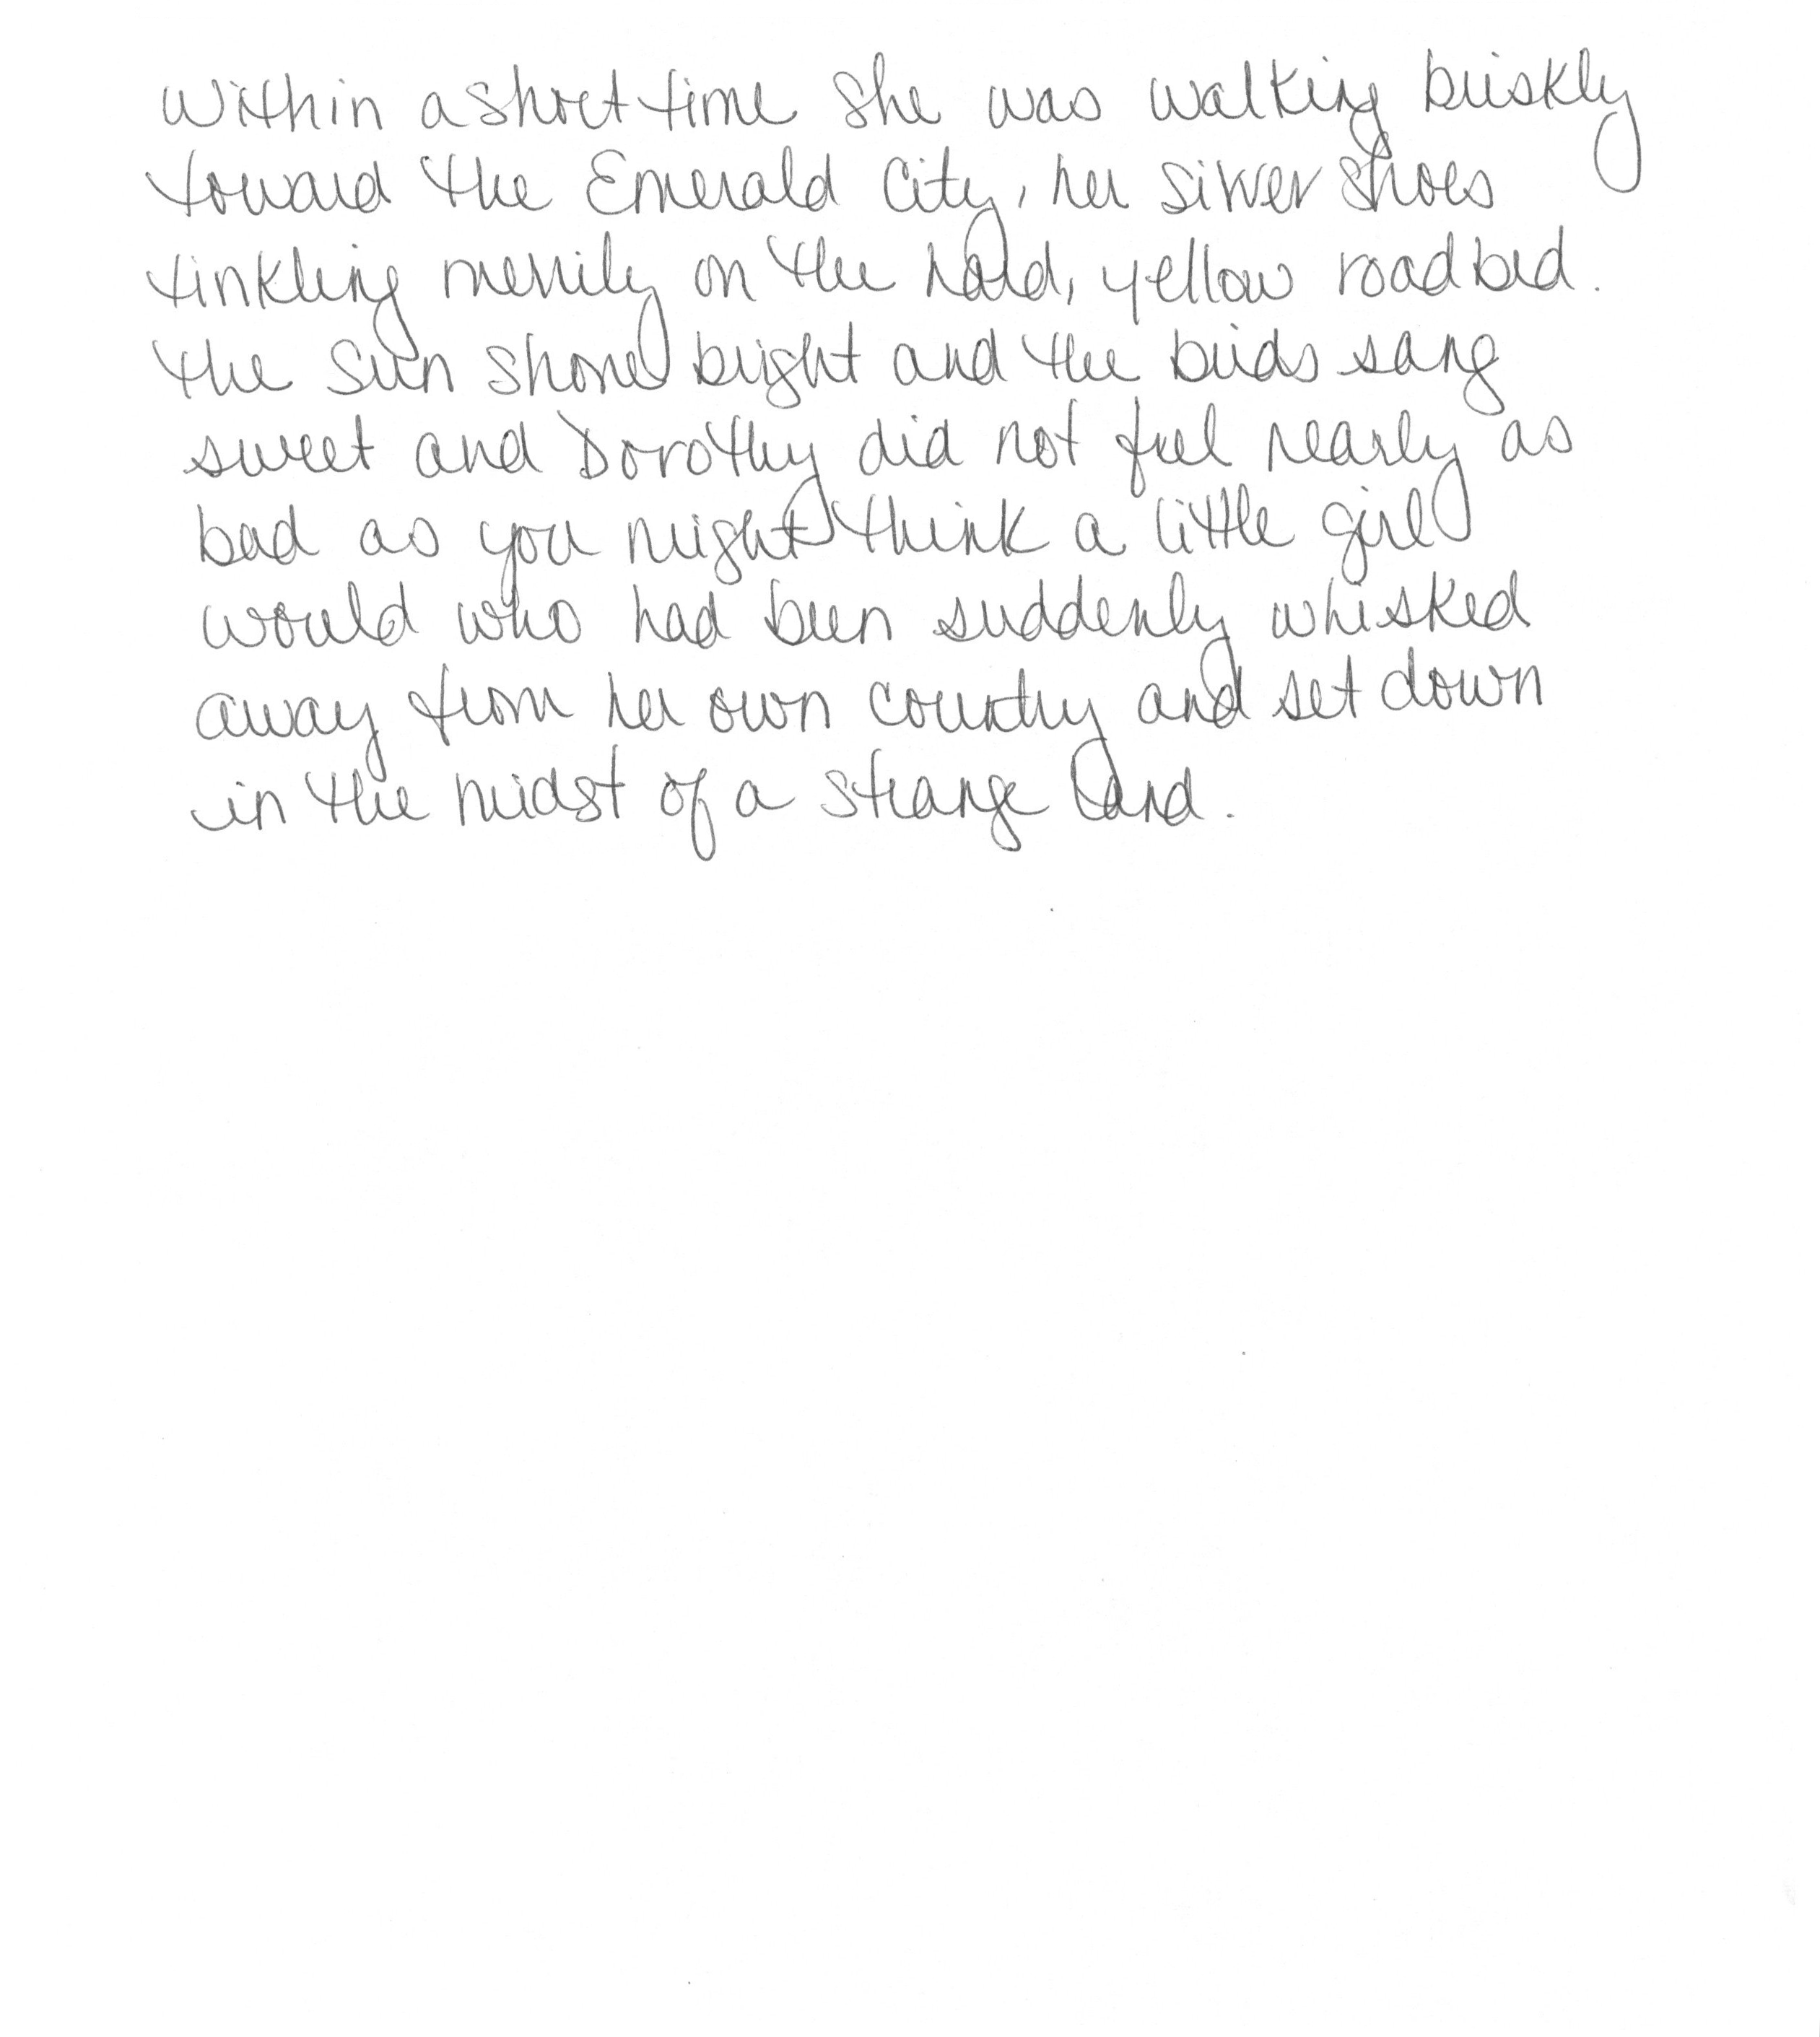 Within a short time she was walking briskly
toward the Emerald City, her silver shoes
tinkling merrily on the hard, yellow roadbed.
The sun shone bright and the birds sang
sweet and Dorothy did not feel nearly as
bad as you might think a little girl
would who had been suddenly whisked
away from her own country and set down
in the midst of a strange land.